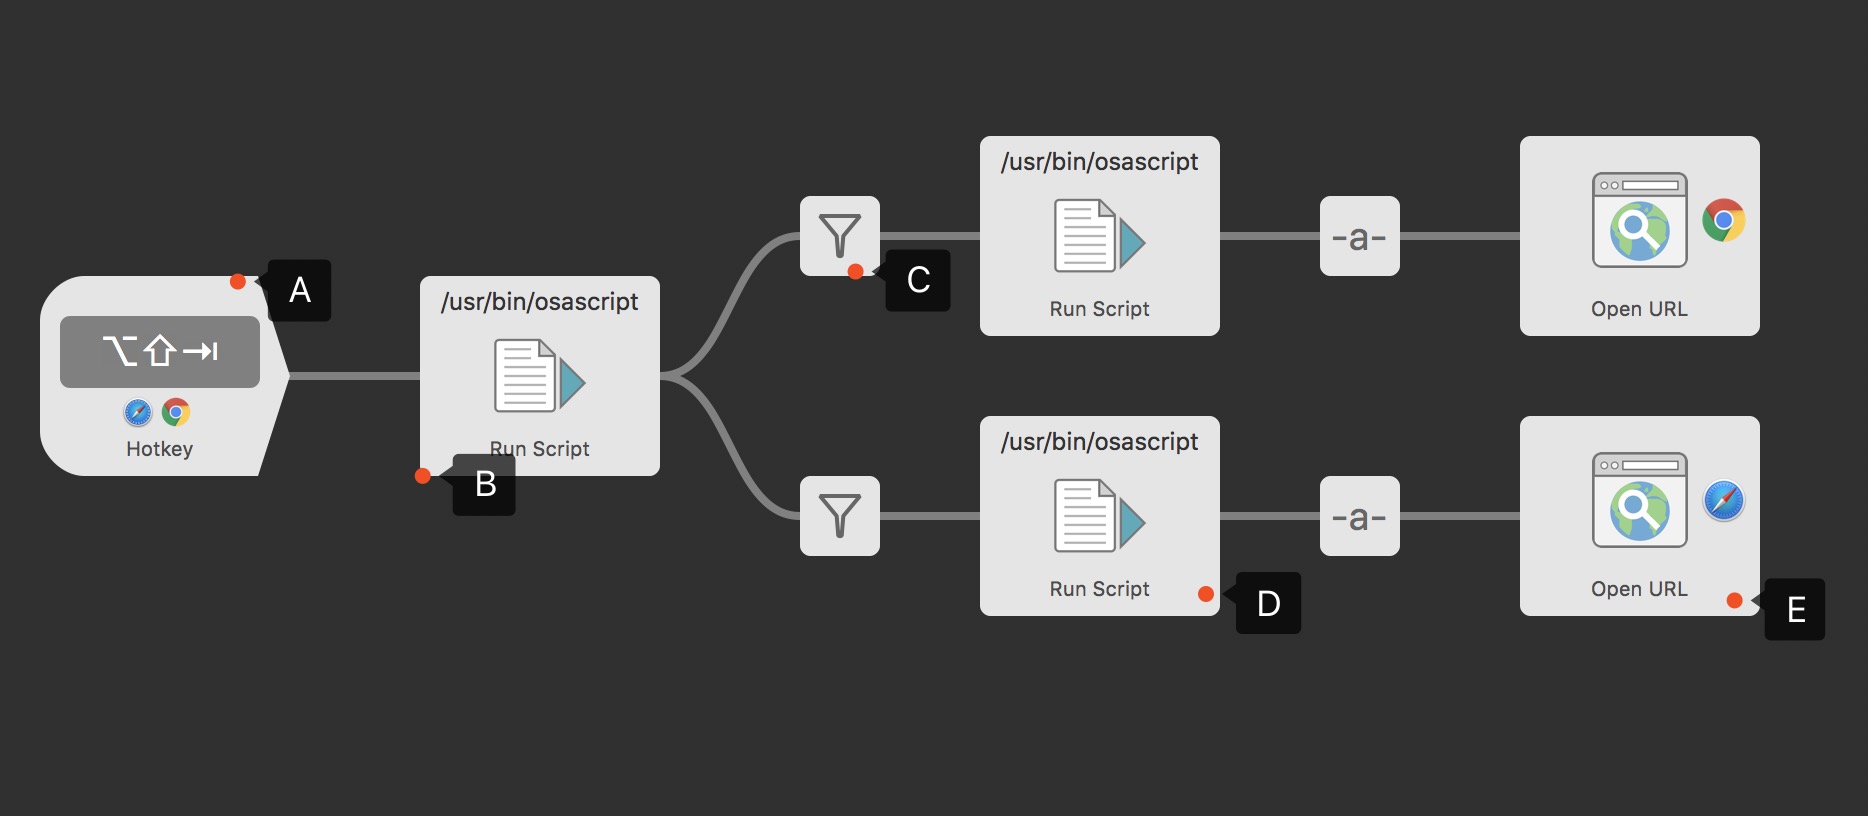 ⌥⇧⇥
Hotkey
A
/usr/bin/osascript
Run Script
B
C
/usr/bin/osascript
Run Script
-a-
Open URL
/usr/bin/osascript
Run Script
D
-a-
Open URL
E